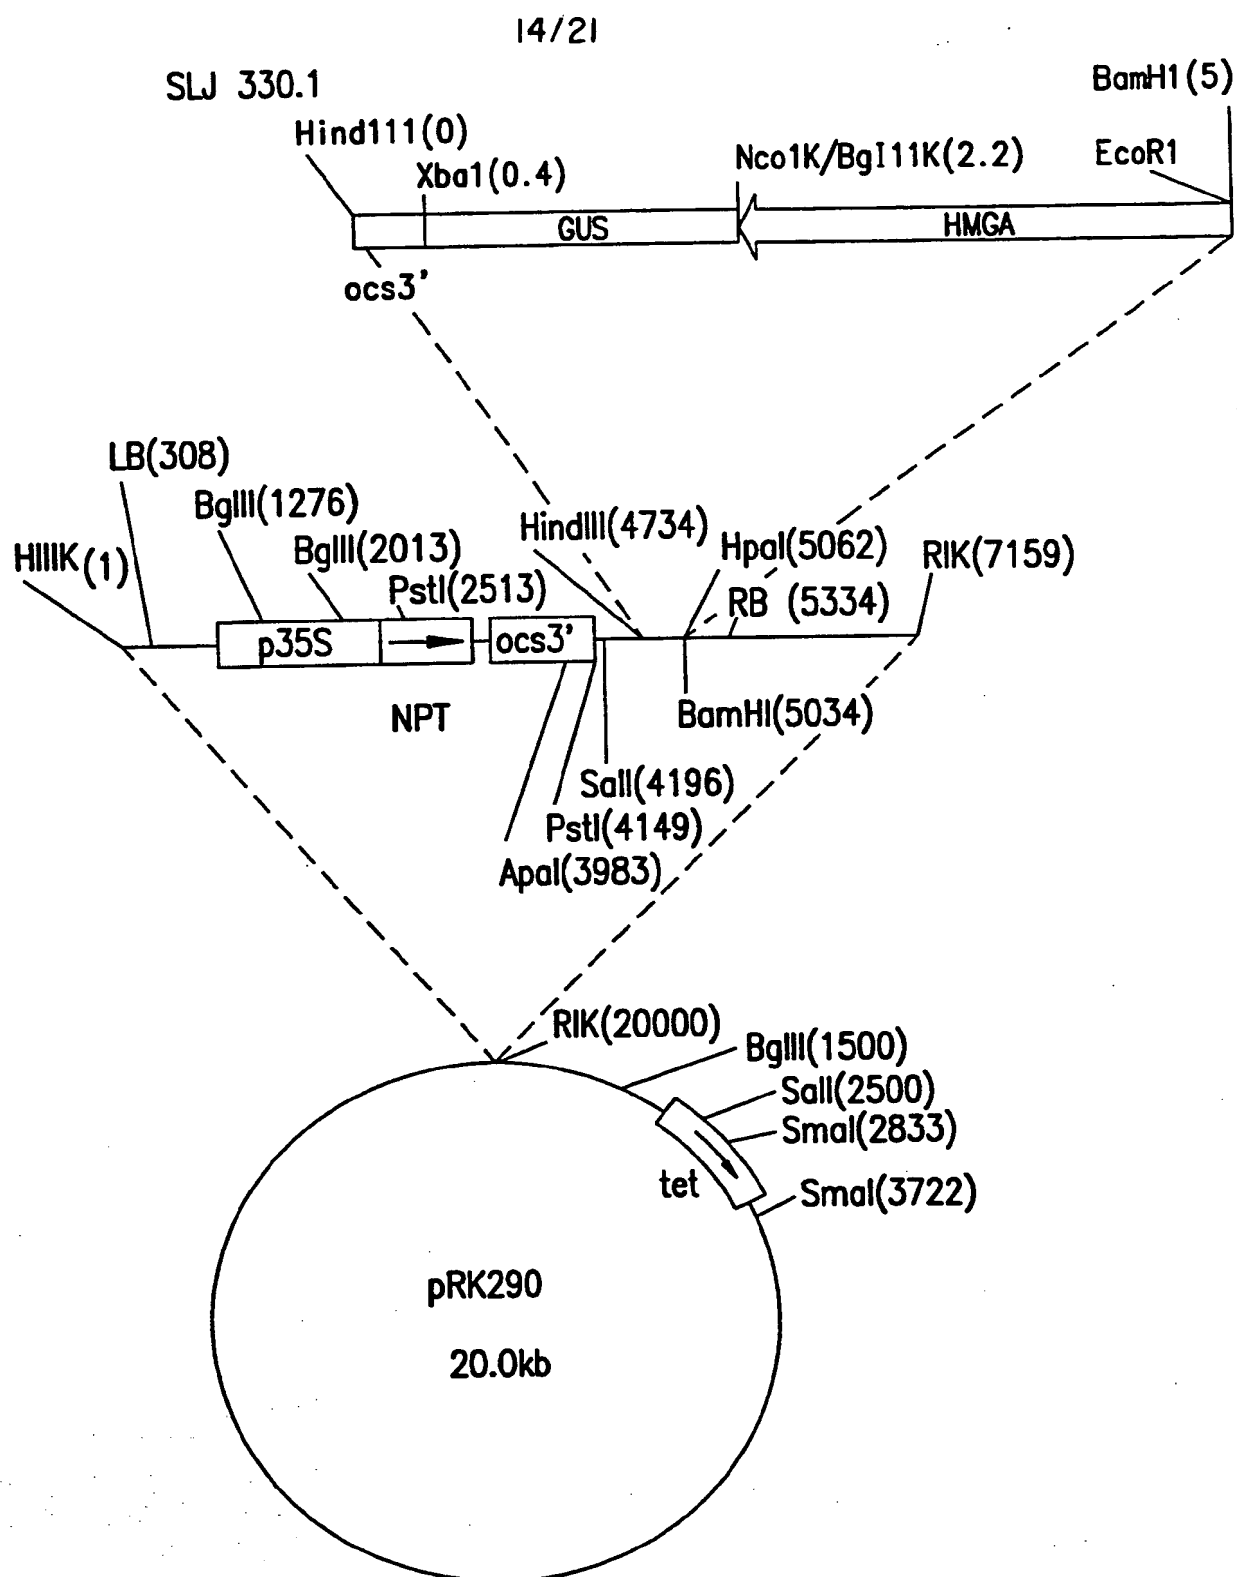 14/21
SLJ 330.1
BamH1(5)
Hind111(0)
Nco1K/BgI11K(2.2)
EcoR1
Xba1(0.4)
GUS
HMGA
ocs3'
LB(308)
BglII(1276)
HindIII(4734)
HpaI(5062)
RIK(7159)
HIIIK(1)
BglII(2013)
PstI(2513)
RB (5334)
p35S
ocs3'
NPT
BamHI(5034)
SalI(4196)
PstI(4149)
ApaI(3983)
RIK(20000)
BglII(1500)
SalI(2500)
SmaI(2833)
tet
SmaI(3722)
pRK290
20.0kb